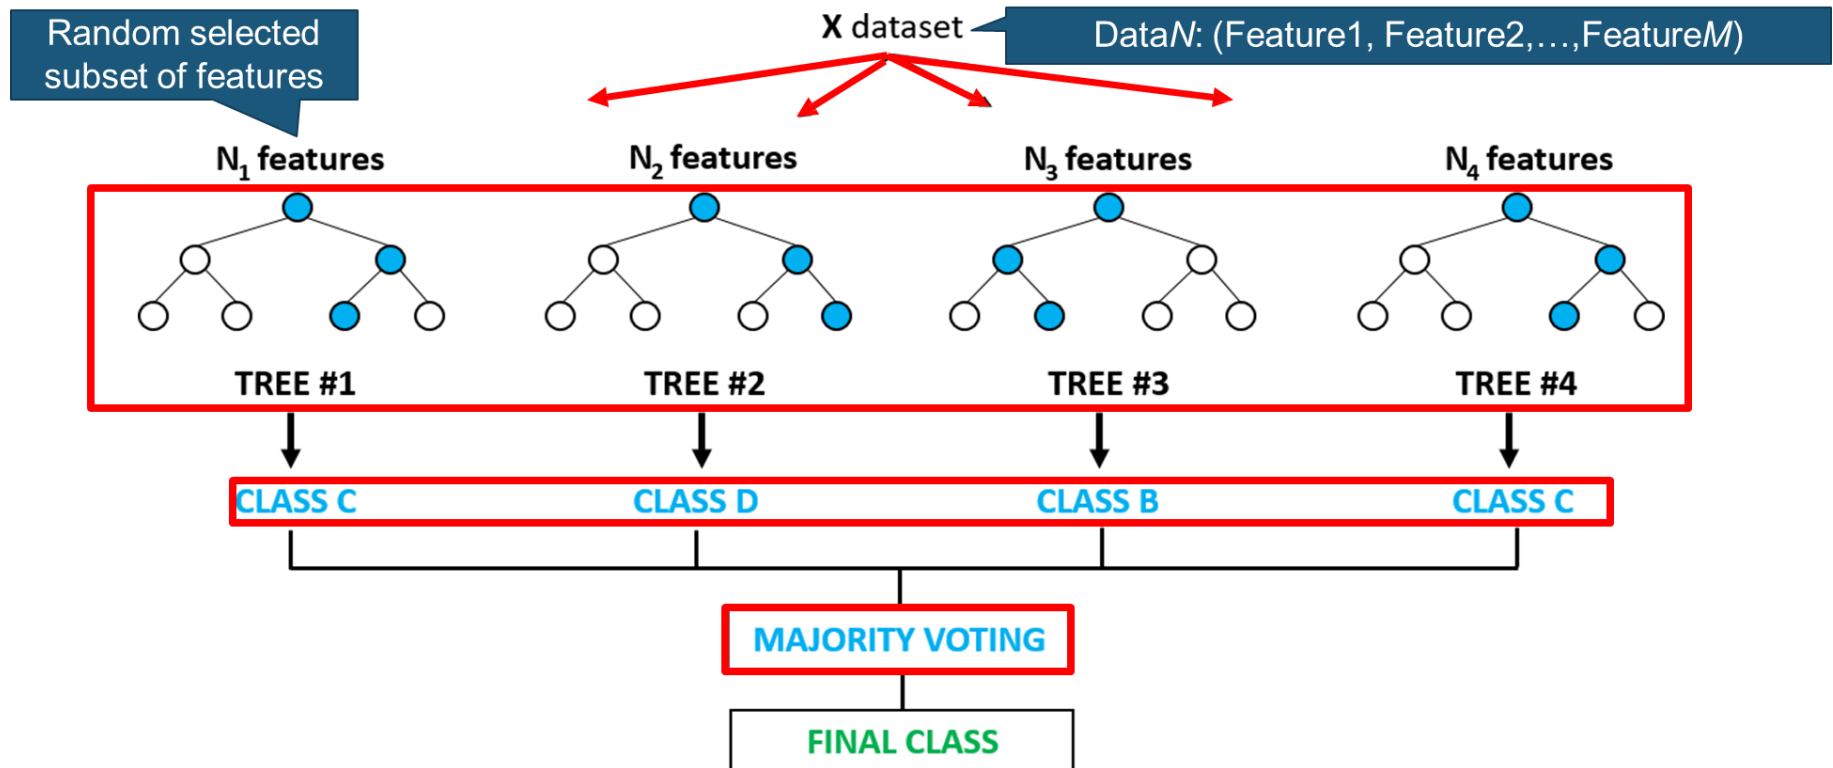 Random selected
subset of features
X dataset
DataN: (Feature1, Feature2,...,FeatureM)
N₁ features
N₂ features
N₃ features
N₄ features
TREE #1
TREE #2
TREE #3
TREE #4
CLASS C
CLASS D
CLASS B
CLASS C
MAJORITY VOTING
FINAL CLASS